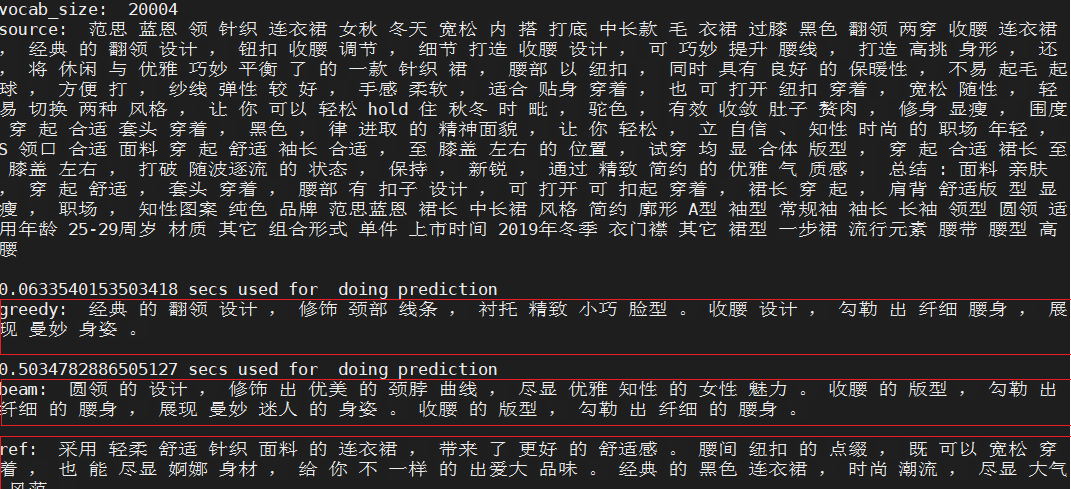 vocab_size:  20004
source:  范思 蓝恩 领 针织 连衣裙 女秋 冬天 宽松 内 搭 打底 中长款 毛 衣裙 过膝 黑色 翻领 两穿 收腰 连衣裙
， 经典 的 翻领 设计 ， 钮扣 收腰 调节 ， 细节 打造 收腰 设计 ， 可 巧妙 提升 腰线 ， 打造 高挑 身形 ， 还
， 将 休闲 与 优雅 巧妙 平衡 了 的 一款 针织 裙 ， 腰部 以 纽扣 ， 同时 具有 良好 的 保暖性 ， 不易 起毛 起
球 ， 方便 打 ， 纱线 弹性 较 好 ， 手感 柔软 ， 适合 贴身 穿着 ， 也 可 打开 纽扣 穿着 ， 宽松 随性 ， 轻
易 切换 两种 风格 ， 让 你 可以 轻松 hold 住 秋冬 时 毗 ， 驼色 ， 有效 收敛 肚子 赘肉 ， 修身 显瘦 ， 围度
穿 起 合适 套头 穿着 ， 黑色 ， 律 进取 的 精神面貌 ， 让 你 轻松 ， 立 自信 、 知性 时尚 的 职场 年轻 ，
S 领口 合适 面料 穿 起 舒适 袖长 合适 ， 至 膝盖 左右 的 位置 ， 试穿 均 显 合体 版型 ， 穿 起 合适 裙长 至
膝盖 左右 ， 打破 随波逐流 的 状态 ， 保持 ， 新锐 ， 通过 精致 简约 的 优雅 气 质感 ， 总结 : 面料 亲肤
， 穿 起 舒适 ， 套头 穿着 ， 腰部 有 扣子 设计 ， 可 打开 可 扣起 穿着 ， 裙长 穿 起 ， 肩背 舒适版 型 显
瘦 ， 职场 ， 知性图案 纯色 品牌 范思蓝恩 裙长 中长裙 风格 简约 廓形 A型 袖型 常规袖 袖长 长袖 领型 圆领 适
用年龄 25-29周岁 材质 其它 组合形式 单件 上市时间 2019年冬季 衣门襟 其它 裙型 一步裙 流行元素 腰带 腰型 高
腰
0.0633540153503418 secs used for  doing prediction
greedy:  经典 的 翻领 设计 ， 修饰 颈部 线条 ， 衬托 精致 小巧 脸型 。 收腰 设计 ， 勾勒 出 纤细 腰身 ， 展
现 曼妙 身姿 。
0.5034782886505127 secs used for  doing prediction
beam:  圆领 的 设计 ， 修饰 出 优美 的 颈脖 曲线 ， 尽显 优雅 知性 的 女性 魅力 。 收腰 的 版型 ， 勾勒 出
纤细 的 腰身 ， 展现 曼妙 迷人 的 身姿 。 收腰 的 版型 ， 勾勒 出 纤细 的 腰身 。
ref:  采用 轻柔 舒适 针织 面料 的 连衣裙 ， 带来 了 更好 的 舒适感 。 腰间 纽扣 的 点缀 ， 既 可以 宽松 穿
着 ， 也 能 尽显 婀娜 身材 ， 给 你 不 一样 的 出爱大 品味 。 经典 的 黑色 连衣裙 ， 时尚 潮流 ， 尽显 大气